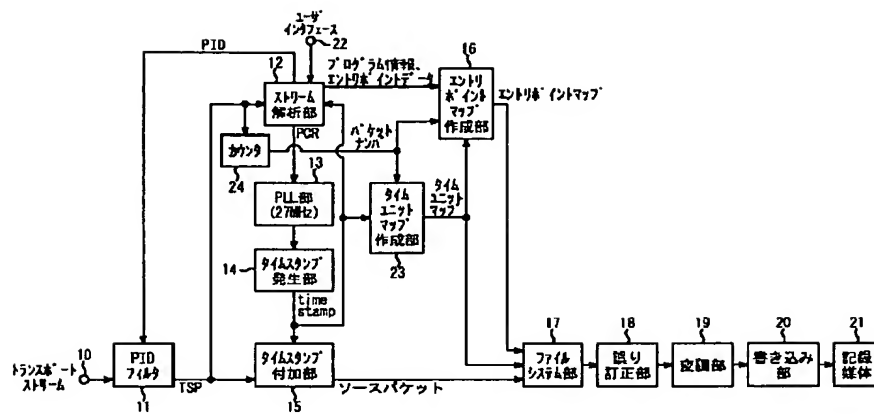 ユーザ
インタフェース
22
PID
12
ストリーム
解析部
プログラム情報、
エントリポイントデータ
16
エントリ
ポイント
マップ
作成部
エントリポイントマップ
PCR
パケット
ナンバ
カウンタ
24
13
PLL部
(27MHz)
タイム
ユニット
マップ
作成部
23
タイム
ユニット
マップ
14
タイムスタンプ
発生部
time
stamp
トランスポート
ストリーム
10
PID
フィルタ
11
TSP
タイムスタンプ
付加部
15
ソースパケット
17
ファイル
システム部
18
誤り
訂正部
19
変調部
20
書き込み
部
21
記録
媒体